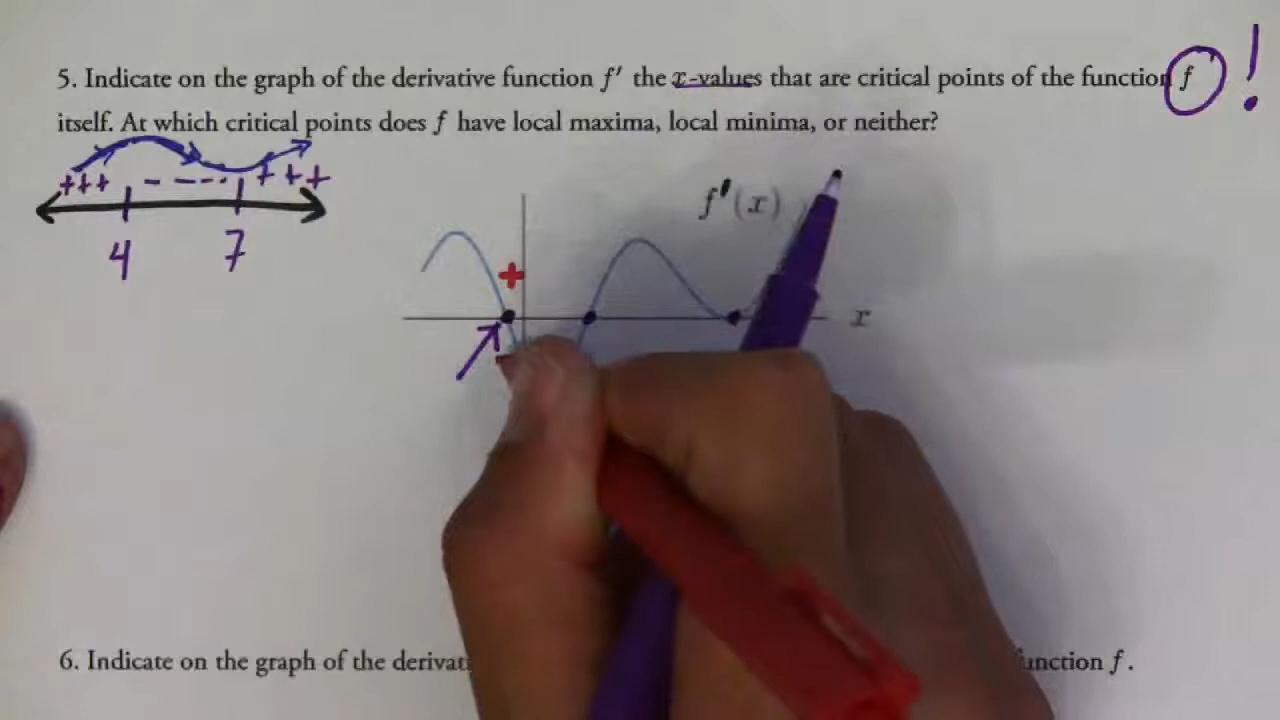 5. Indicate on the graph of the derivative function f′ the x-values that are critical points of the function f !
itself. At which critical points does f have local maxima, local minima, or neither?
+++ - - - - - +++
4 7
f′(x)
+
x
6. Indicate on the graph of the function f.